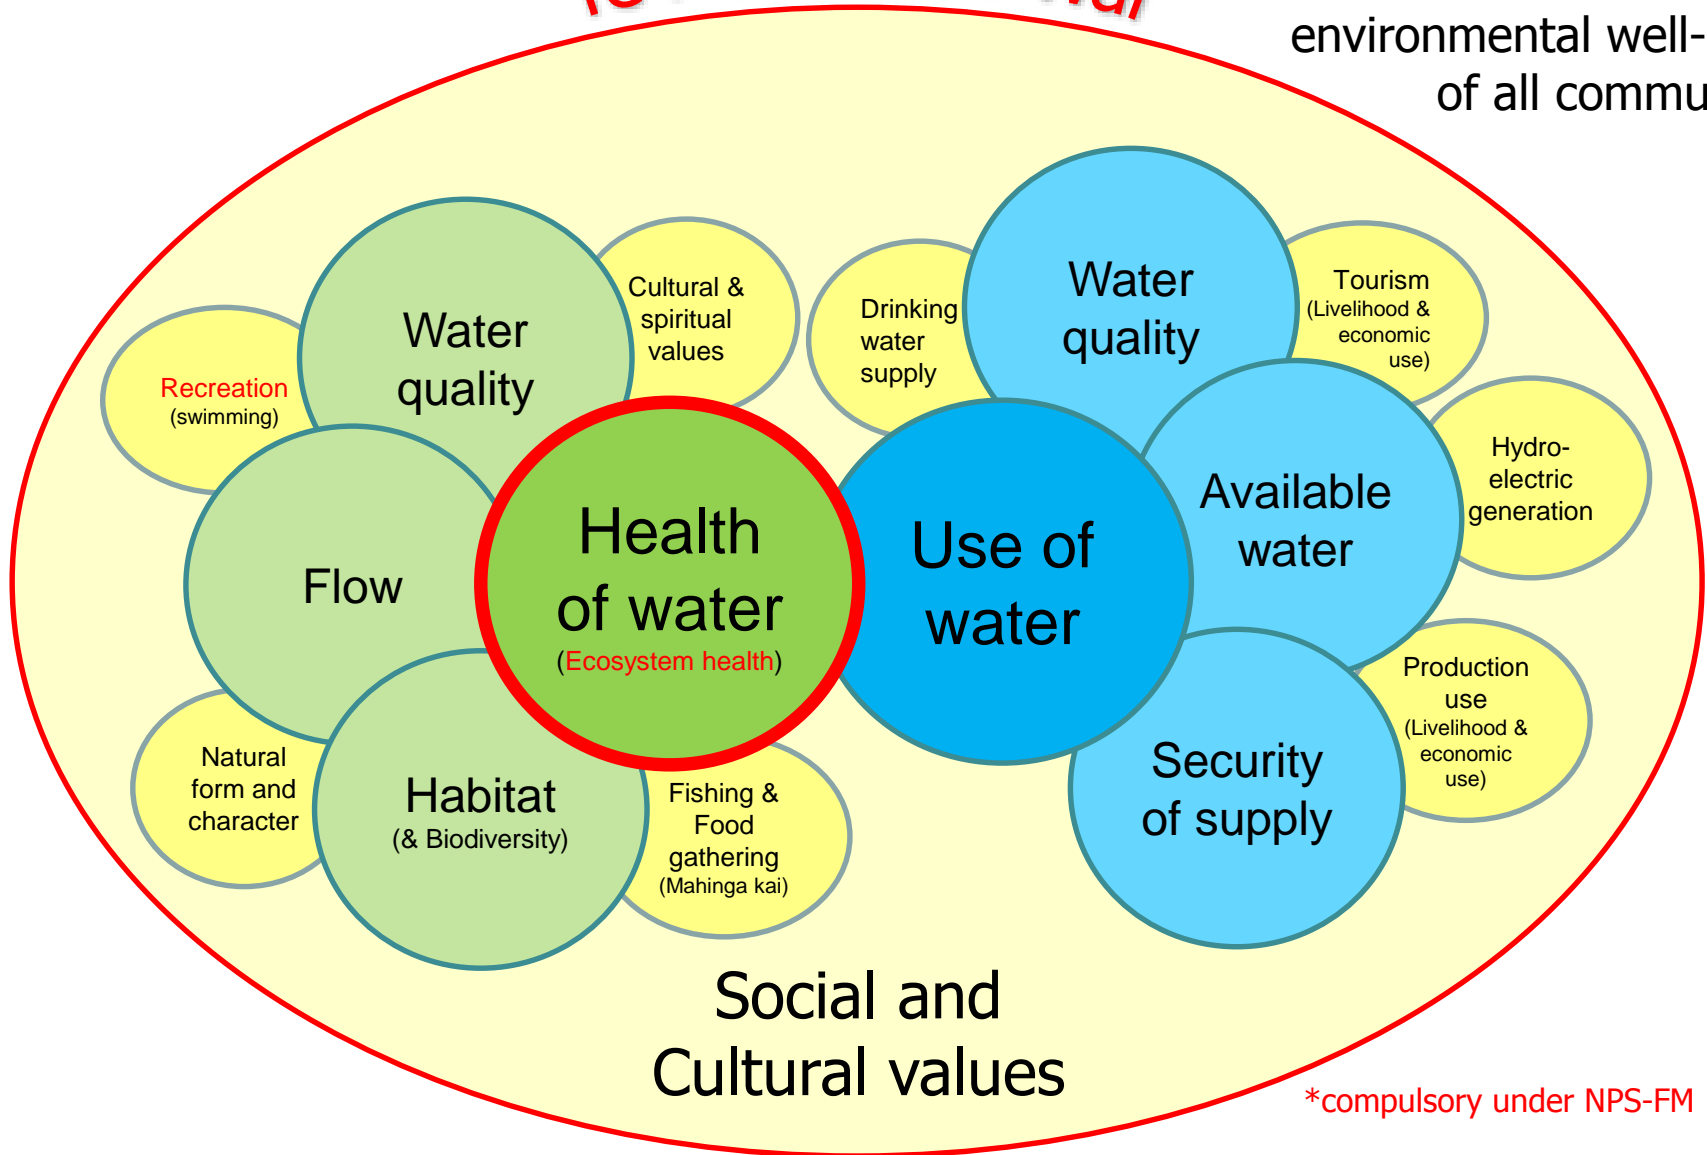 environmental well-
of all commu
Water
quality
Cultural &
spiritual
values
Recreation
(swimming)
Flow
Health
of water
(Ecosystem health)
Natural
form and
character
Habitat
(& Biodiversity)
Fishing &
Food
gathering
(Mahinga kai)
Drinking
water
supply
Water
quality
Tourism
(Livelihood &
economic
use)
Use of
water
Available
water
Hydro-
electric
generation
Production
use
(Livelihood &
economic
use)
Security
of supply
Social and
Cultural values
*compulsory under NPS-FM